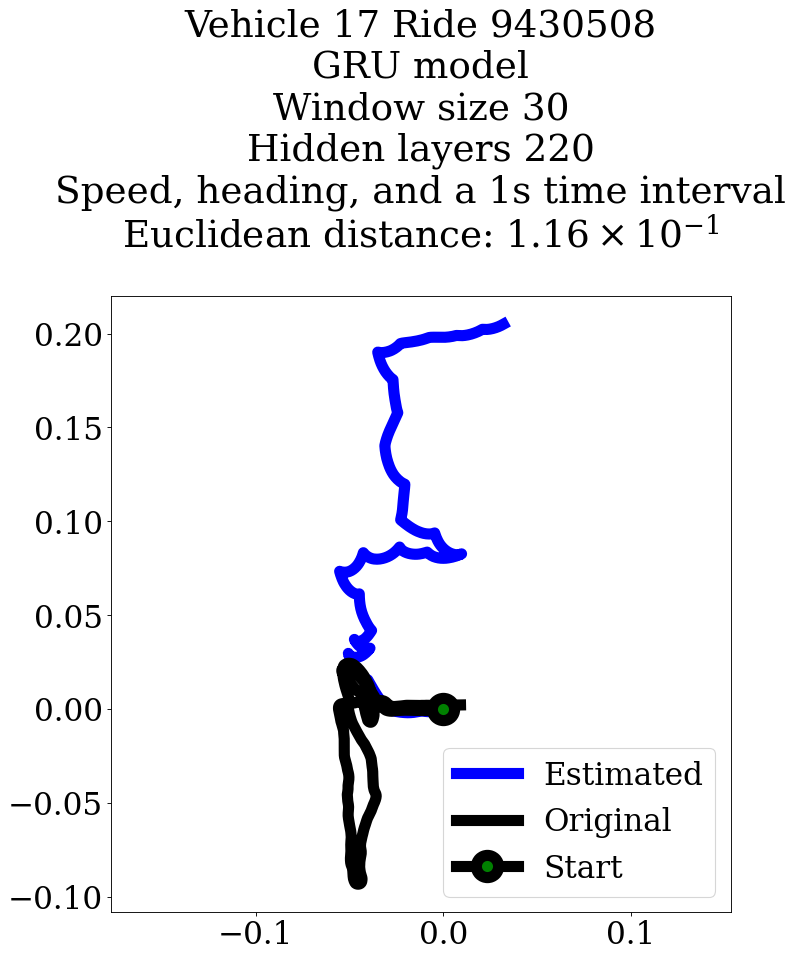 Vehicle 17 Ride 9430508
GRU model
Window size 30
Hidden layers 220
Speed, heading, and a 1s time interval
Euclidean distance: 1.16 × 10⁻¹
0.20
0.15
0.10
0.05
0.00
−0.05
−0.10
Estimated
Original
Start
−0.1
0.0
0.1